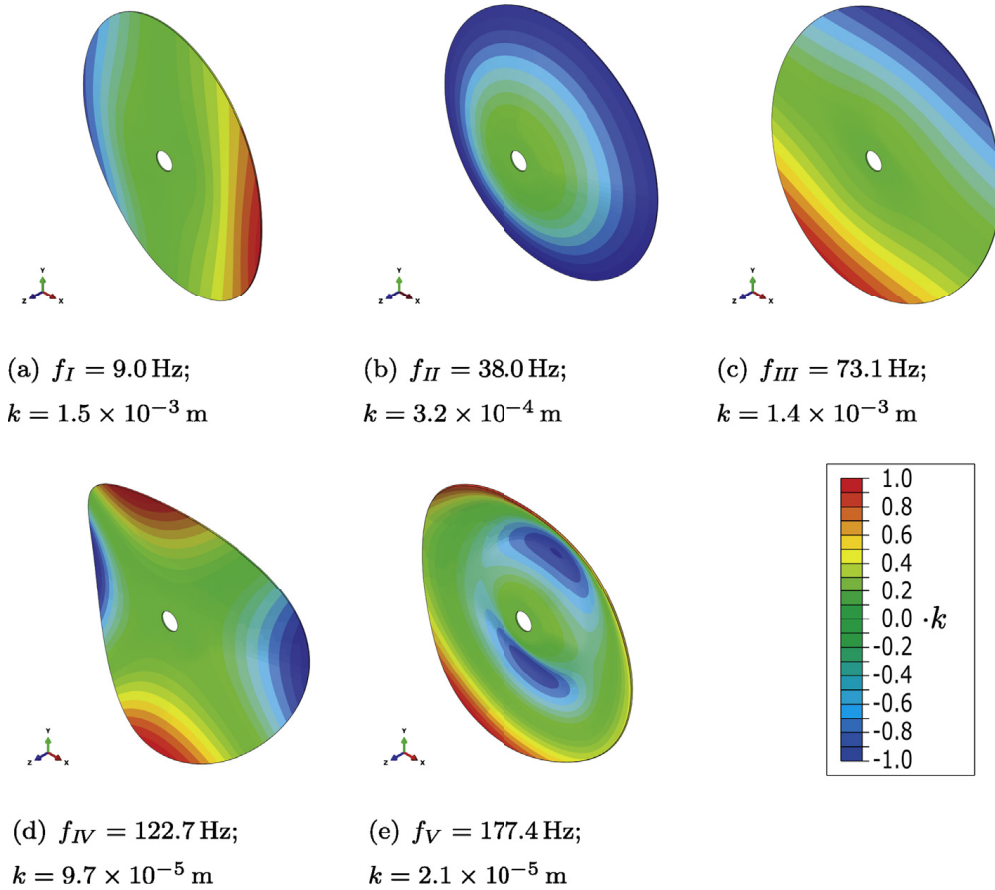 Y
Z X
Y
Z X
Y
Z X
(a) f_I = 9.0 Hz;
k = 1.5 × 10⁻³ m
(b) f_II = 38.0 Hz;
k = 3.2 × 10⁻⁴ m
(c) f_III = 73.1 Hz;
k = 1.4 × 10⁻³ m
Y
Z X
Y
Z X
1.0
0.8
0.6
0.4
0.2
0.0 ·k
-0.2
-0.4
-0.6
-0.8
-1.0
(d) f_IV = 122.7 Hz;
k = 9.7 × 10⁻⁵ m
(e) f_V = 177.4 Hz;
k = 2.1 × 10⁻⁵ m